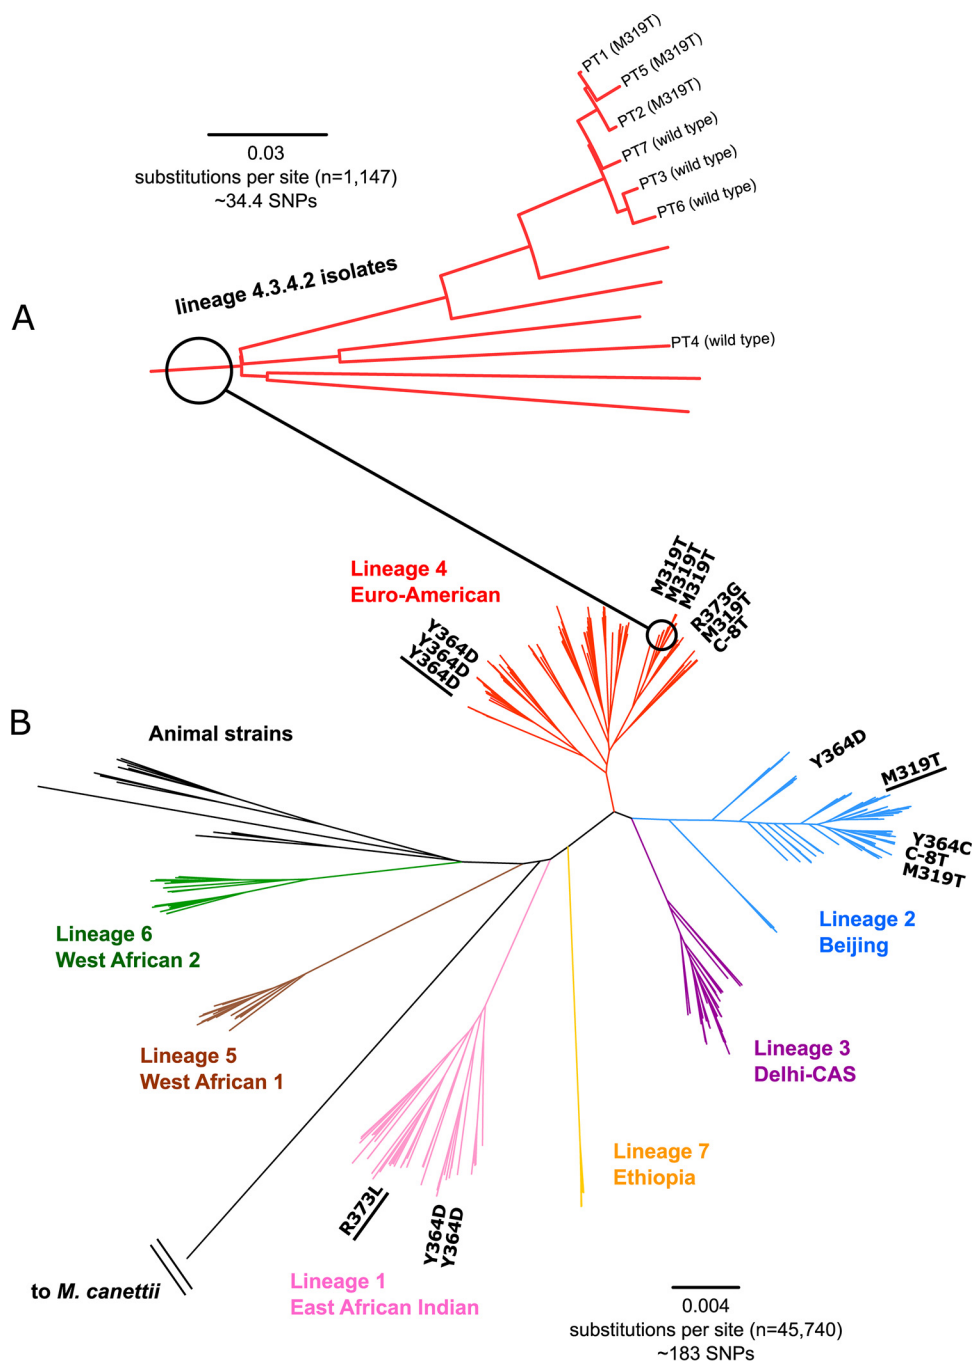 PT1 (M319T)
PT5 (M319T)
PT2 (M319T)
PT7 (wild type)
PT3 (wild type)
PT6 (wild type)
0.03
substitutions per site (n=1,147)
~34.4 SNPs
lineage 4.3.4.2 isolates
A
PT4 (wild type)
M319T
M319T
M319T
R373G
M319T
C-8T
Lineage 4
Euro-American
Y364D
Y364D
Y364D
B
Animal strains
Y364D
M319T
Y364C
C-8T
M319T
Lineage 2
Beijing
Lineage 6
West African 2
Lineage 5
West African 1
Lineage 3
Delhi-CAS
Lineage 7
Ethiopia
R373L
Y364D
Y364D
to M. canettii
Lineage 1
East African Indian
0.004
substitutions per site (n=45,740)
~183 SNPs